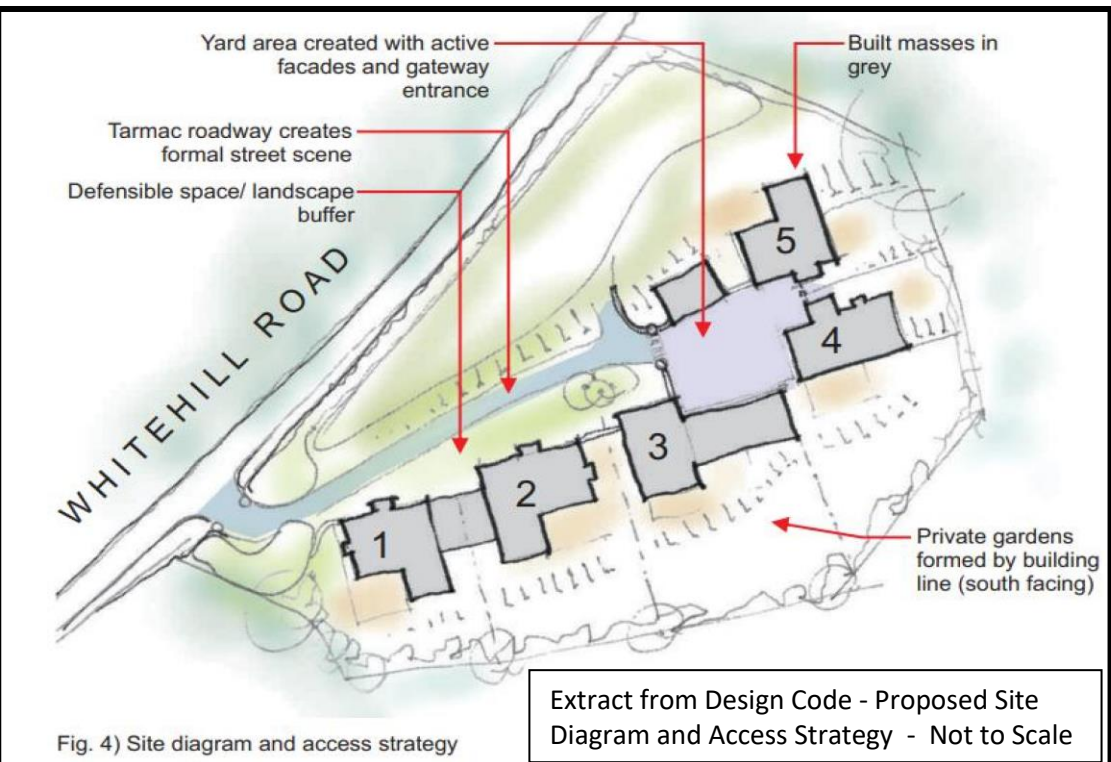 Yard area created with active
facades and gateway
entrance
Built masses in
grey
Tarmac roadway creates
formal street scene
Defensible space/ landscape
buffer
WHITEHILL ROAD
5
4
3
2
1
Private gardens
formed by building
line (south facing)
Extract from Design Code - Proposed Site
Diagram and Access Strategy - Not to Scale
Fig. 4) Site diagram and access strategy